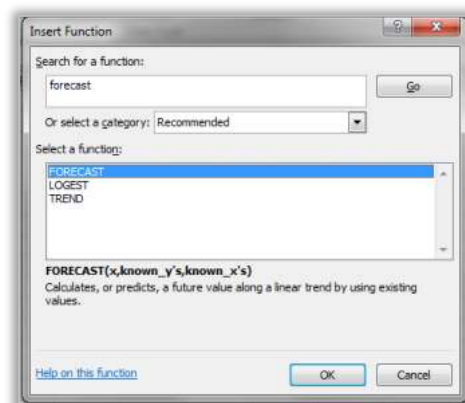 Insert Function
Search for a function:
forecast
Go
Or select a category: Recommended
Select a function:
FORECAST
LOGEST
TREND
FORECAST(x,known_y's,known_x's)
Calculates, or predicts, a future value along a linear trend by using existing
values.
Help on this function
OK Cancel